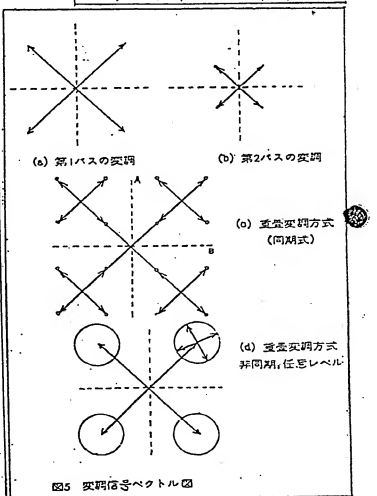 (a) 第1パスの変調
(b) 第2パスの変調
A
B
(c) 重畳変調方式
(同期式)
(d) 重畳変調方式
非同期,任意レベル
図5 変調信号ベクトル図